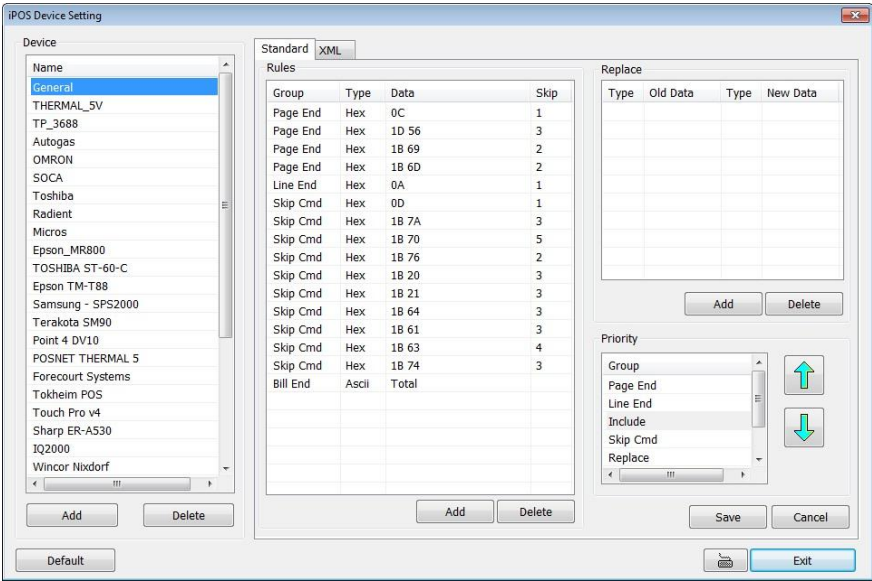 iPOS Device Setting
Device
Name
General
THERMAL_5V
TP_3688
Autogas
OMRON
SOCA
Toshiba
Radient
Micros
Epson_MR800
TOSHIBA ST-60-C
Epson TM-T88
Samsung - SPS2000
Terakota SM90
Point 4 DV10
POSNET THERMAL 5
Forecourt Systems
Tokheim POS
Touch Pro v4
Sharp ER-A530
IQ2000
Wincor Nixdorf
Add Delete
Default
Standard XML
Rules
Group Type Data Skip
Page End Hex 0C 1
Page End Hex 1D 56 3
Page End Hex 1B 69 2
Page End Hex 1B 6D 2
Line End Hex 0A 1
Skip Cmd Hex 0D 1
Skip Cmd Hex 1B 7A 3
Skip Cmd Hex 1B 70 5
Skip Cmd Hex 1B 76 2
Skip Cmd Hex 1B 20 3
Skip Cmd Hex 1B 21 3
Skip Cmd Hex 1B 64 3
Skip Cmd Hex 1B 61 3
Skip Cmd Hex 1B 63 4
Skip Cmd Hex 1B 74 3
Bill End Ascii Total
Add Delete
Replace
Type Old Data Type New Data
Add Delete
Priority
Group
Page End
Line End
Include
Skip Cmd
Replace
Save Cancel
Exit